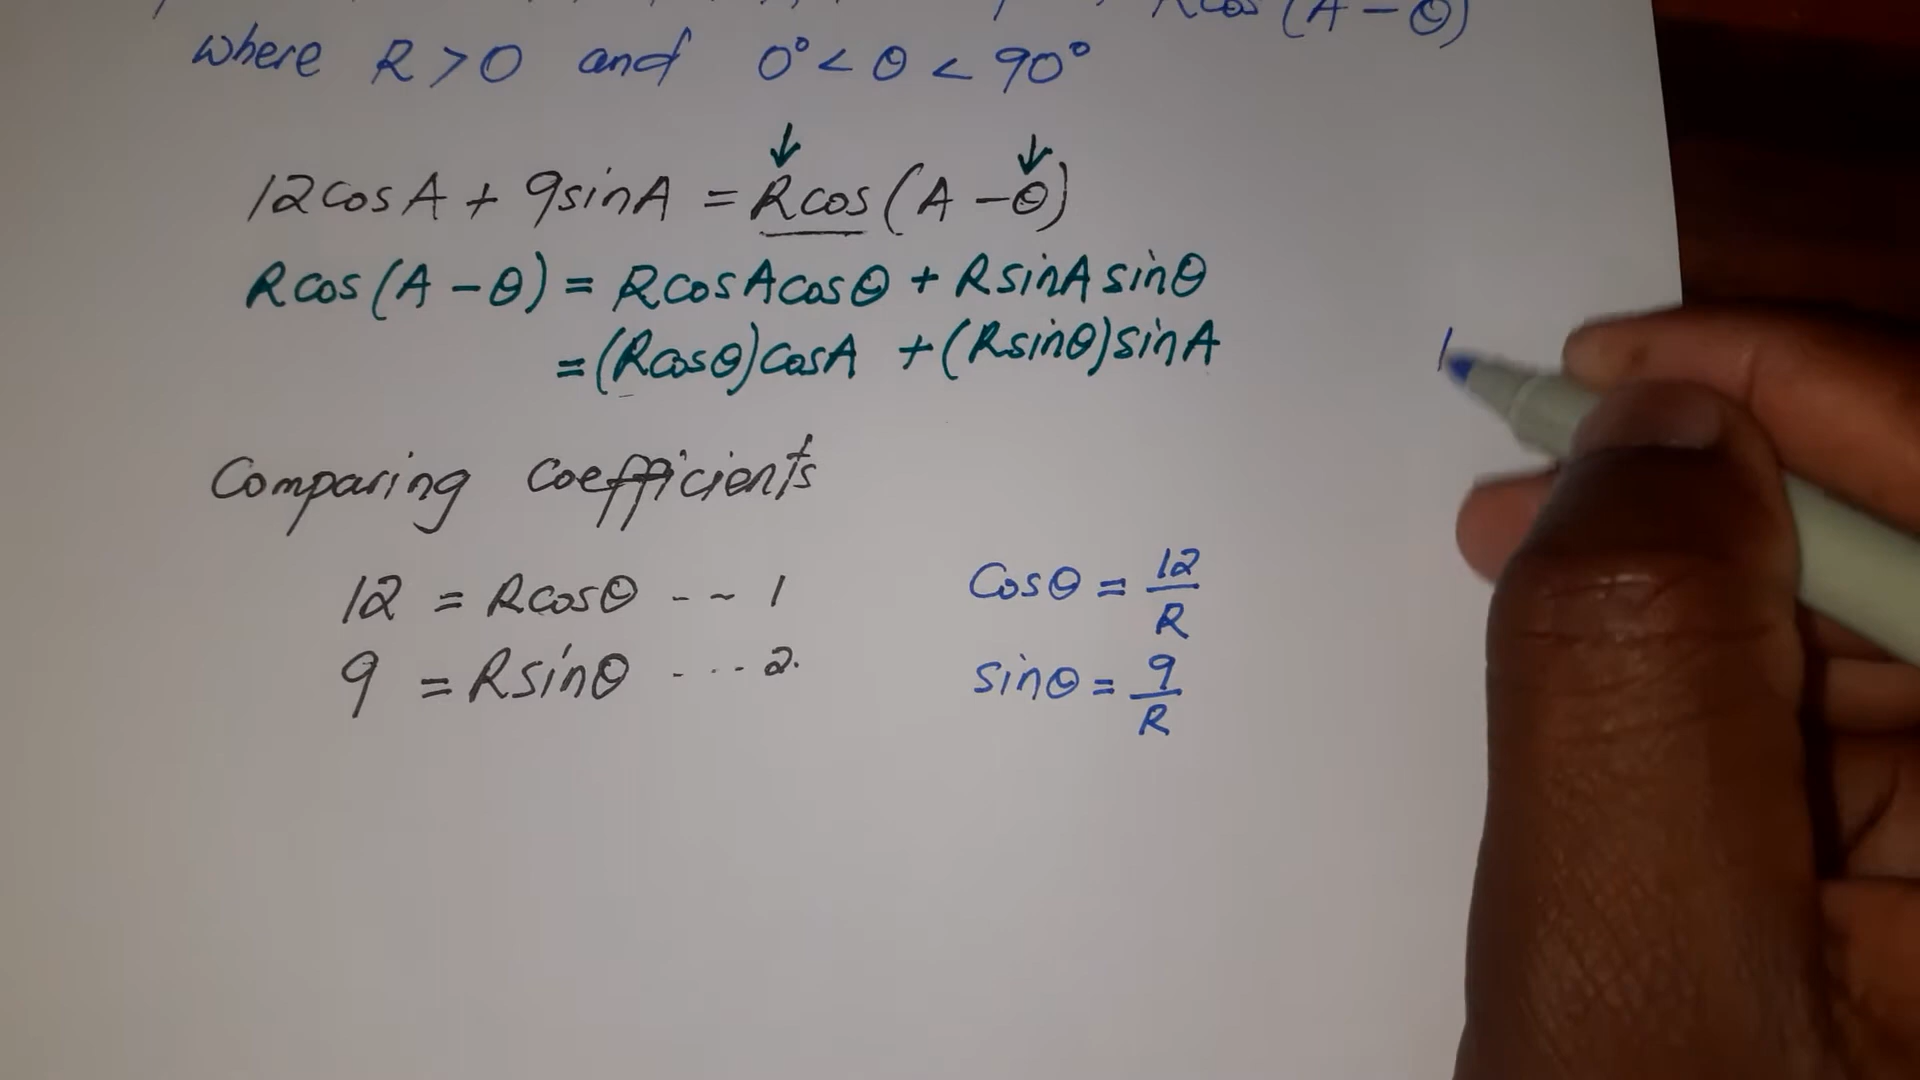 Rcos (A - θ)
where R > 0 and 0° < θ < 90°
12cosA + 9sinA = Rcos (A - θ)
Rcos (A - θ) = RcosAcosθ + RsinAsinθ
= (Rcosθ)cosA + (Rsinθ)sinA
Comparing Coefficients
12 = Rcosθ - - ~ 1
9 = Rsinθ - - - - 2.
Cosθ = 12/R
sinθ = 9/R